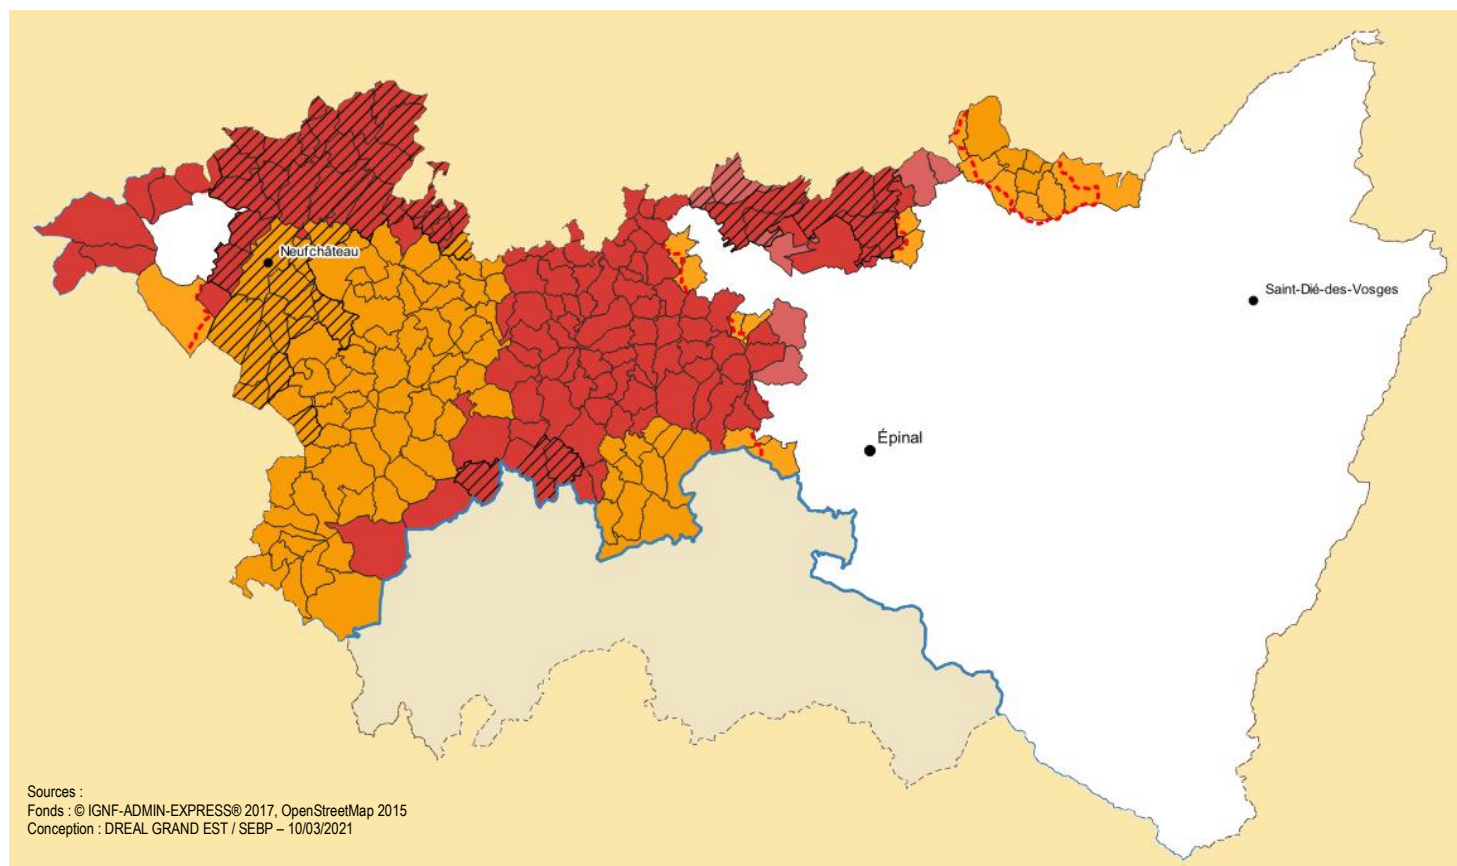 Neufchâteau
Saint-Dié-des-Vosges
Épinal
Sources :
Fonds : © IGNF-ADMIN-EXPRESS® 2017, OpenStreetMap 2015
Conception : DREAL GRAND EST / SEBP – 10/03/2021